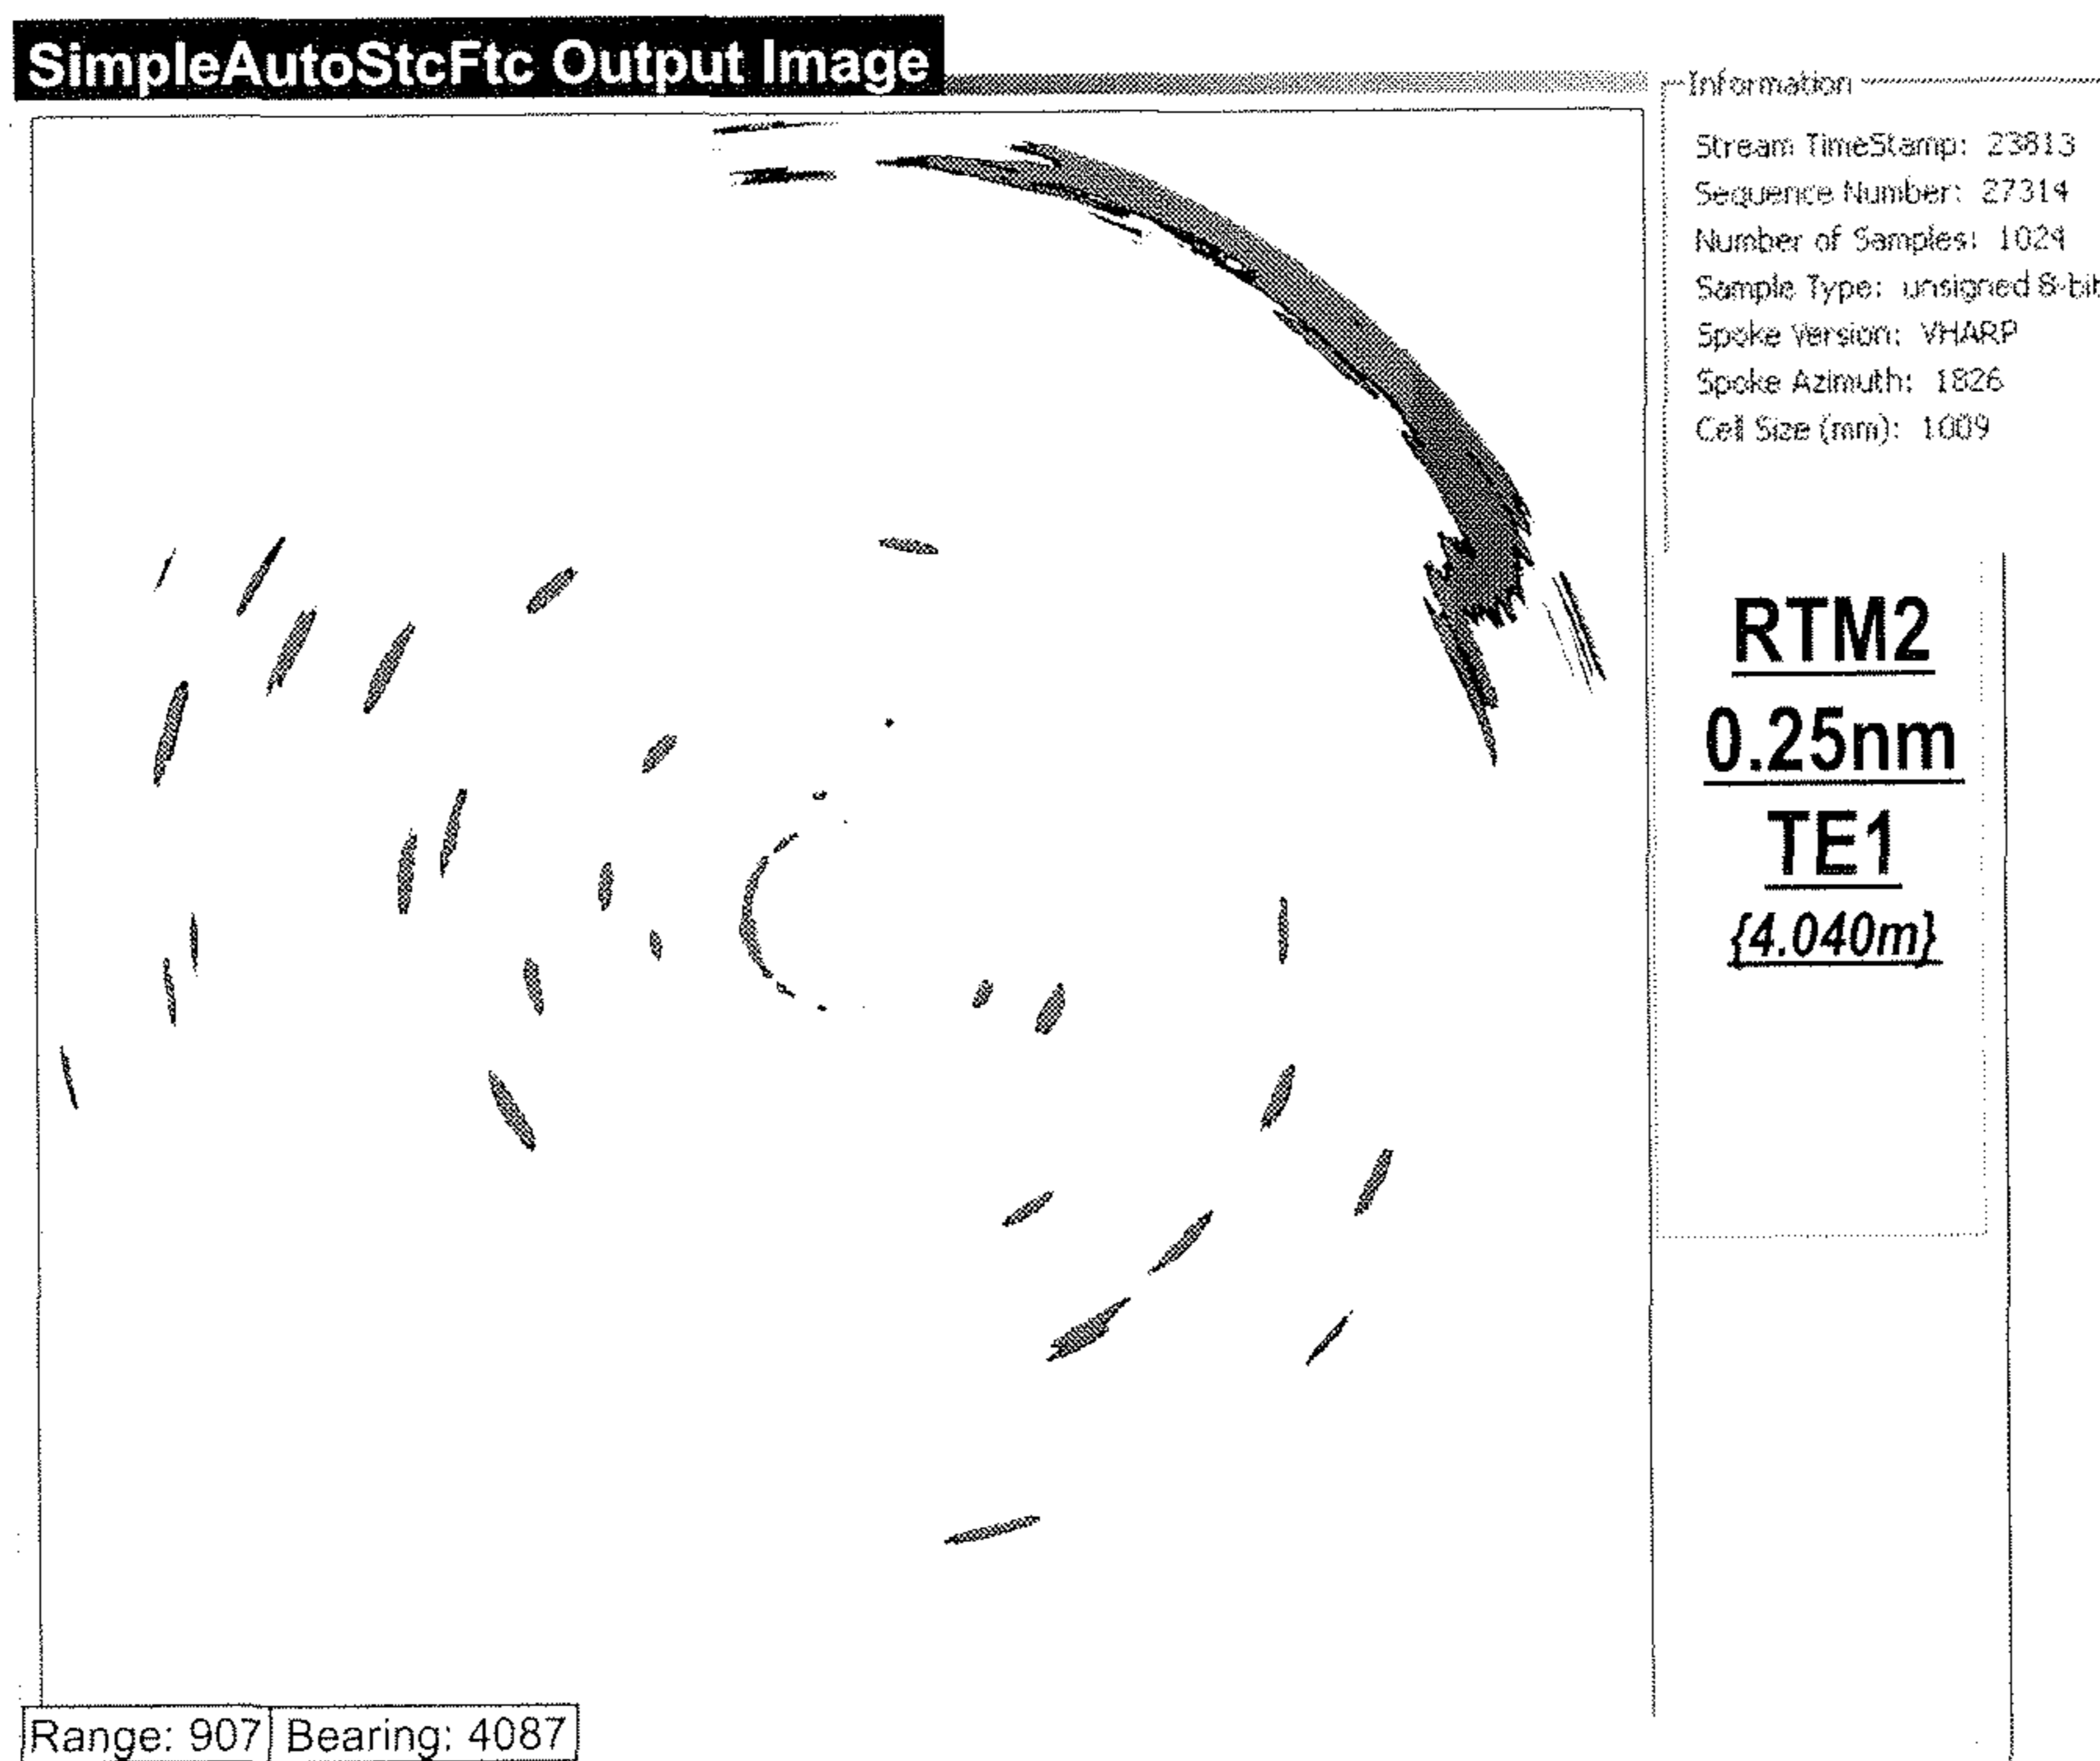 SimpleAutoStcFtc Output Image
Information
Stream TimeStamp: 23813
Sequence Number: 27314
Number of Samples: 1024
Sample Type: unsigned 8-bit
Spoke Version: VHARP
Spoke Azimuth: 1826
Cell Size (mm): 1009
RTM2
0.25nm
TE1
{4.040m}
Range: 907 Bearing: 4087